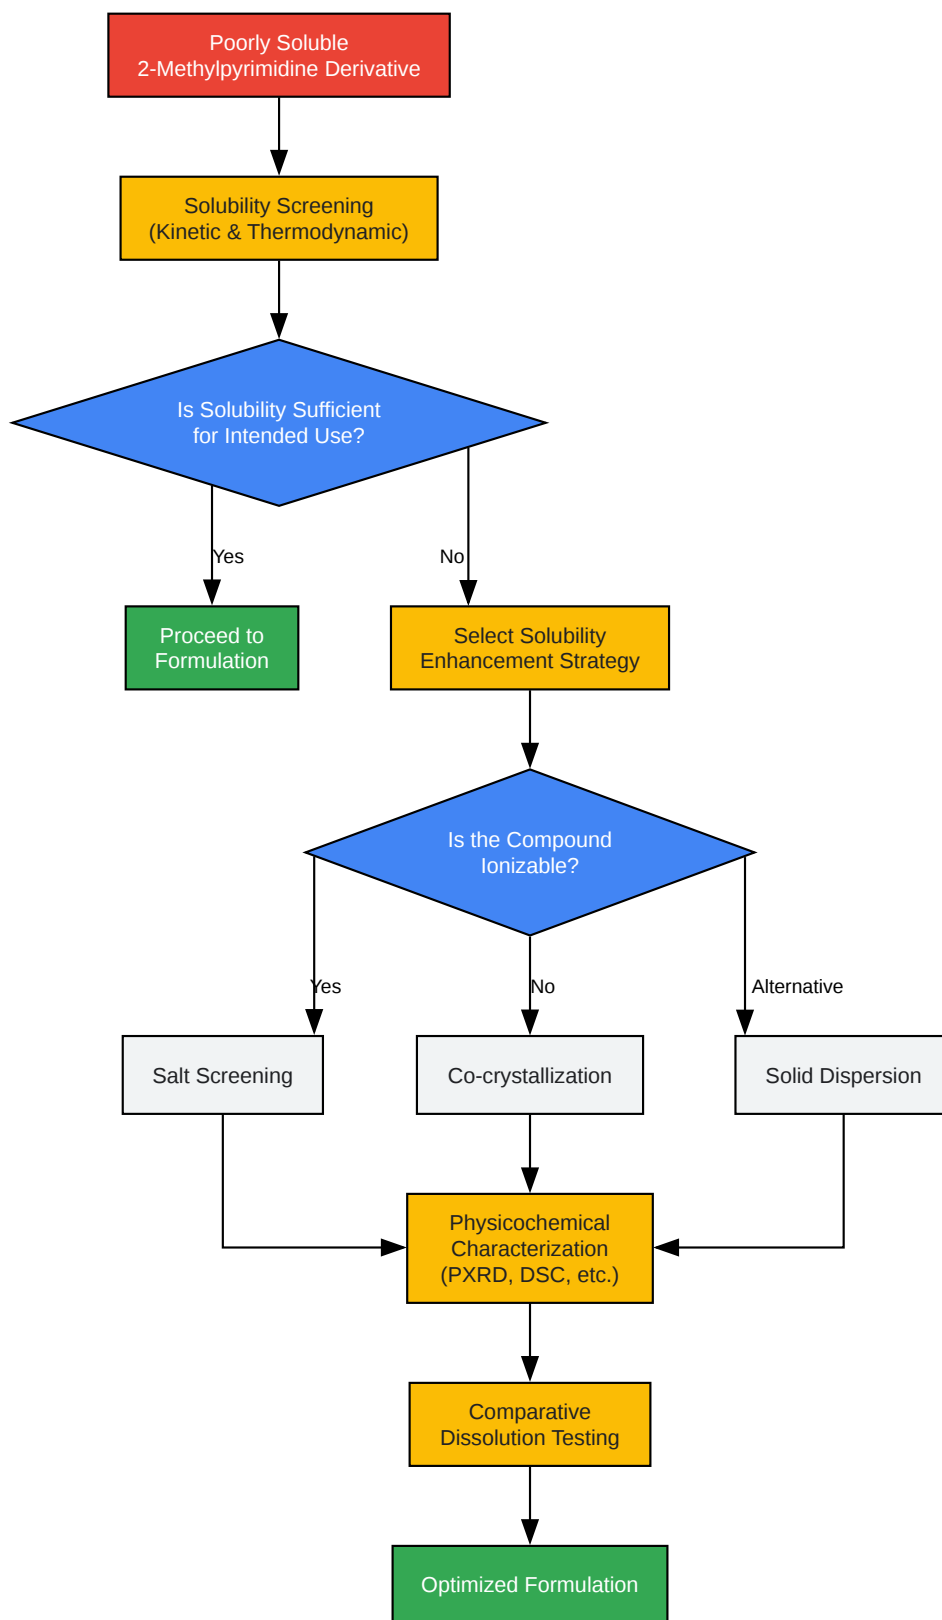 Poorly Soluble
2-Methylpyrimidine Derivative
Solubility Screening
(Kinetic & Thermodynamic)
Is Solubility Sufficient
for Intended Use?
Yes
No
Proceed to
Formulation
Select Solubility
Enhancement Strategy
Is the Compound
Ionizable?
Yes
No
Alternative
Salt Screening
Co-crystallization
Solid Dispersion
Physicochemical
Characterization
(PXRD, DSC, etc.)
Comparative
Dissolution Testing
Optimized Formulation